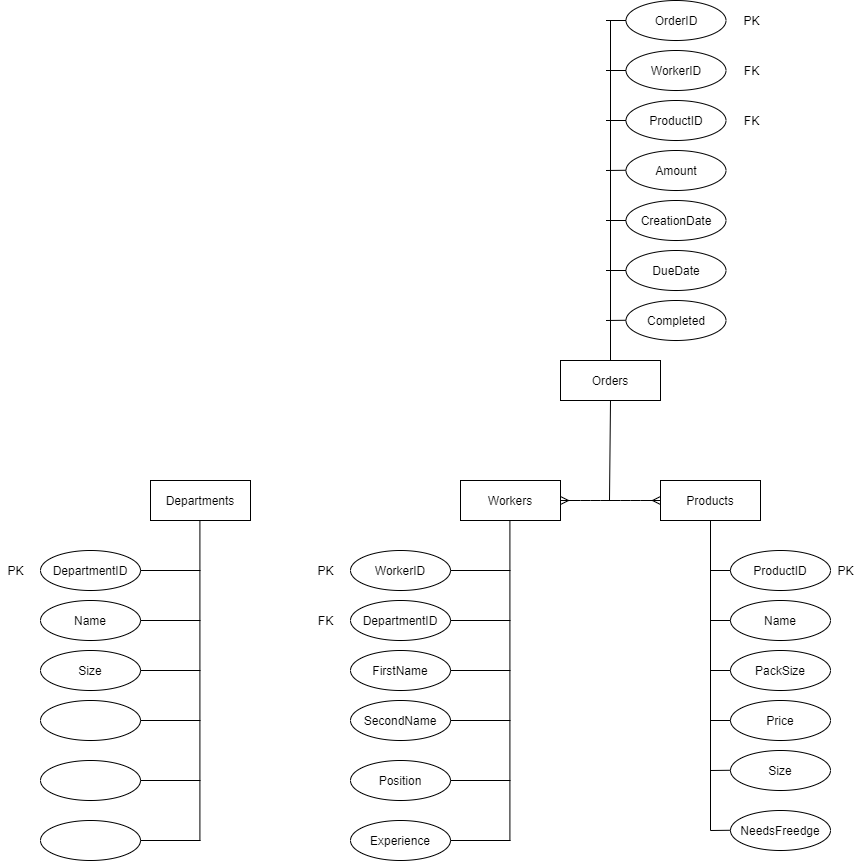 OrderID PK
WorkerID FK
ProductID FK
Amount
CreationDate
DueDate
Completed
Orders
Departments
PK DepartmentID
Name
Size
Workers
PK WorkerID
FK DepartmentID
FirstName
SecondName
Position
Experience
Products
ProductID PK
Name
PackSize
Price
Size
NeedsFreedge